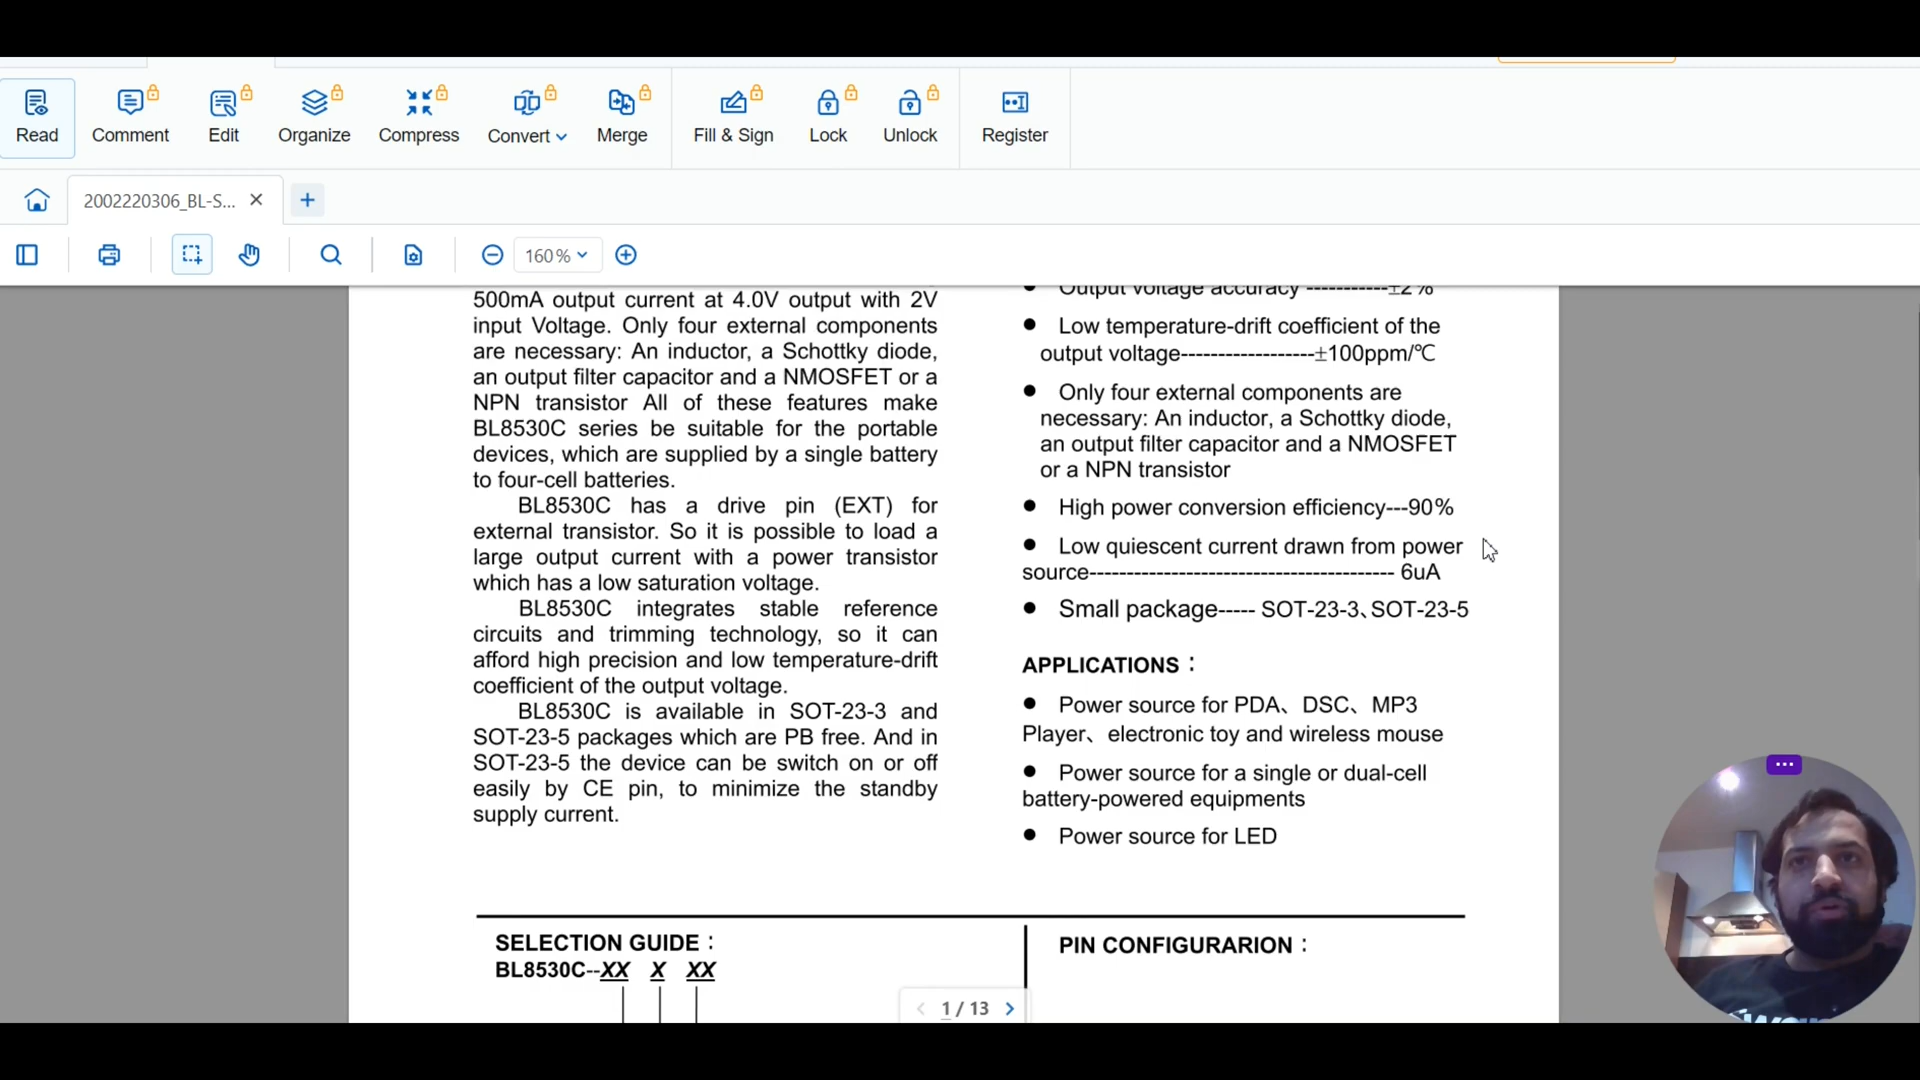 Read
Comment
Edit
Organize
Compress
Convert
Merge
Fill & Sign
Lock
Unlock
Register
2002220306_BL-S...
160%
500mA output current at 4.0V output with 2V
input Voltage. Only four external components
are necessary: An inductor, a Schottky diode,
an output filter capacitor and a NMOSFET or a
NPN transistor All of these features make
BL8530C series be suitable for the portable
devices, which are supplied by a single battery
to four-cell batteries.
BL8530C has a drive pin (EXT) for
external transistor. So it is possible to load a
large output current with a power transistor
which has a low saturation voltage.
BL8530C integrates stable reference
circuits and trimming technology, so it can
afford high precision and low temperature-drift
coefficient of the output voltage.
BL8530C is available in SOT-23-3 and
SOT-23-5 packages which are PB free. And in
SOT-23-5 the device can be switch on or off
easily by CE pin, to minimize the standby
supply current.
● Output voltage accuracy -----------±2%
● Low temperature-drift coefficient of the
output voltage------------------±100ppm/℃
● Only four external components are
necessary: An inductor, a Schottky diode,
an output filter capacitor and a NMOSFET
or a NPN transistor
● High power conversion efficiency---90%
● Low quiescent current drawn from power
source----------------------------------------- 6uA
● Small package----- SOT-23-3、SOT-23-5
APPLICATIONS：
● Power source for PDA、DSC、MP3
Player、electronic toy and wireless mouse
● Power source for a single or dual-cell
battery-powered equipments
● Power source for LED
SELECTION GUIDE：
BL8530C--XX X XX
PIN CONFIGURARION：
1 / 13